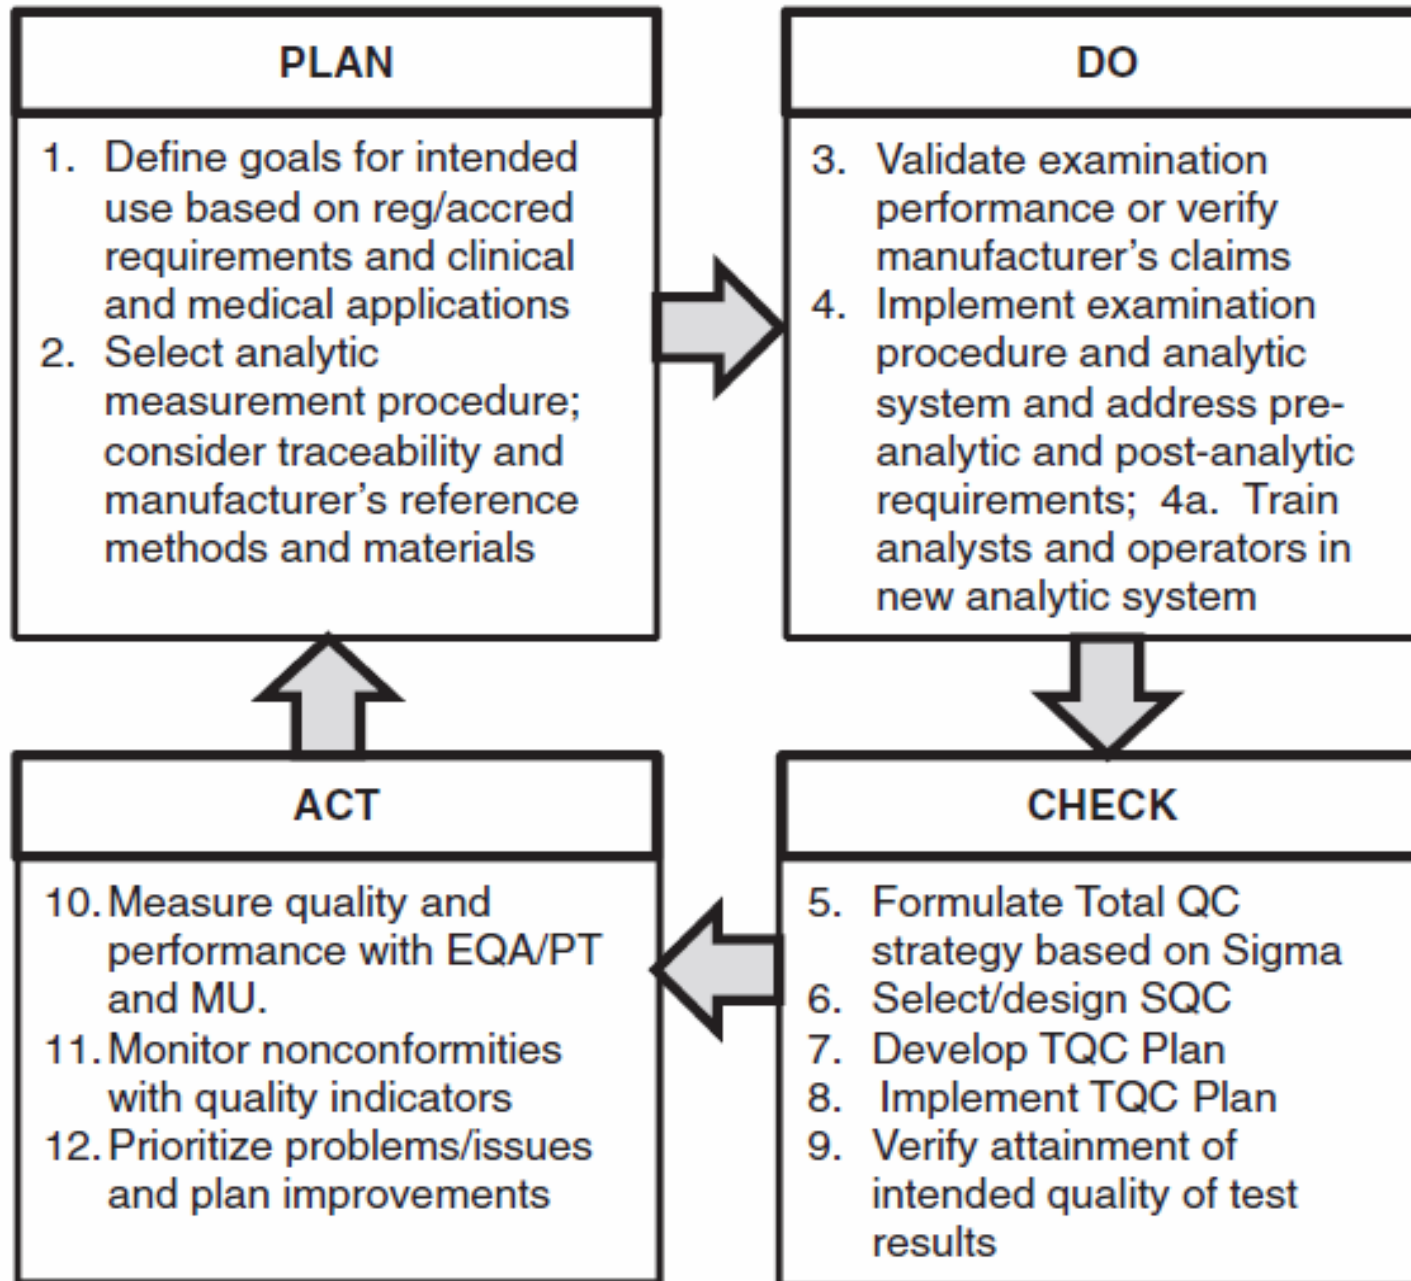 PLAN
1. Define goals for intended
use based on reg/accred
requirements and clinical
and medical applications
2. Select analytic
measurement procedure;
consider traceability and
manufacturer's reference
methods and materials
DO
3. Validate examination
performance or verify
manufacturer's claims
4. Implement examination
procedure and analytic
system and address pre-
analytic and post-analytic
requirements; 4a. Train
analysts and operators in
new analytic system
CHECK
5. Formulate Total QC
strategy based on Sigma
6. Select/design SQC
7. Develop TQC Plan
8. Implement TQC Plan
9. Verify attainment of
intended quality of test
results
ACT
10. Measure quality and
performance with EQA/PT
and MU.
11. Monitor nonconformities
with quality indicators
12. Prioritize problems/issues
and plan improvements